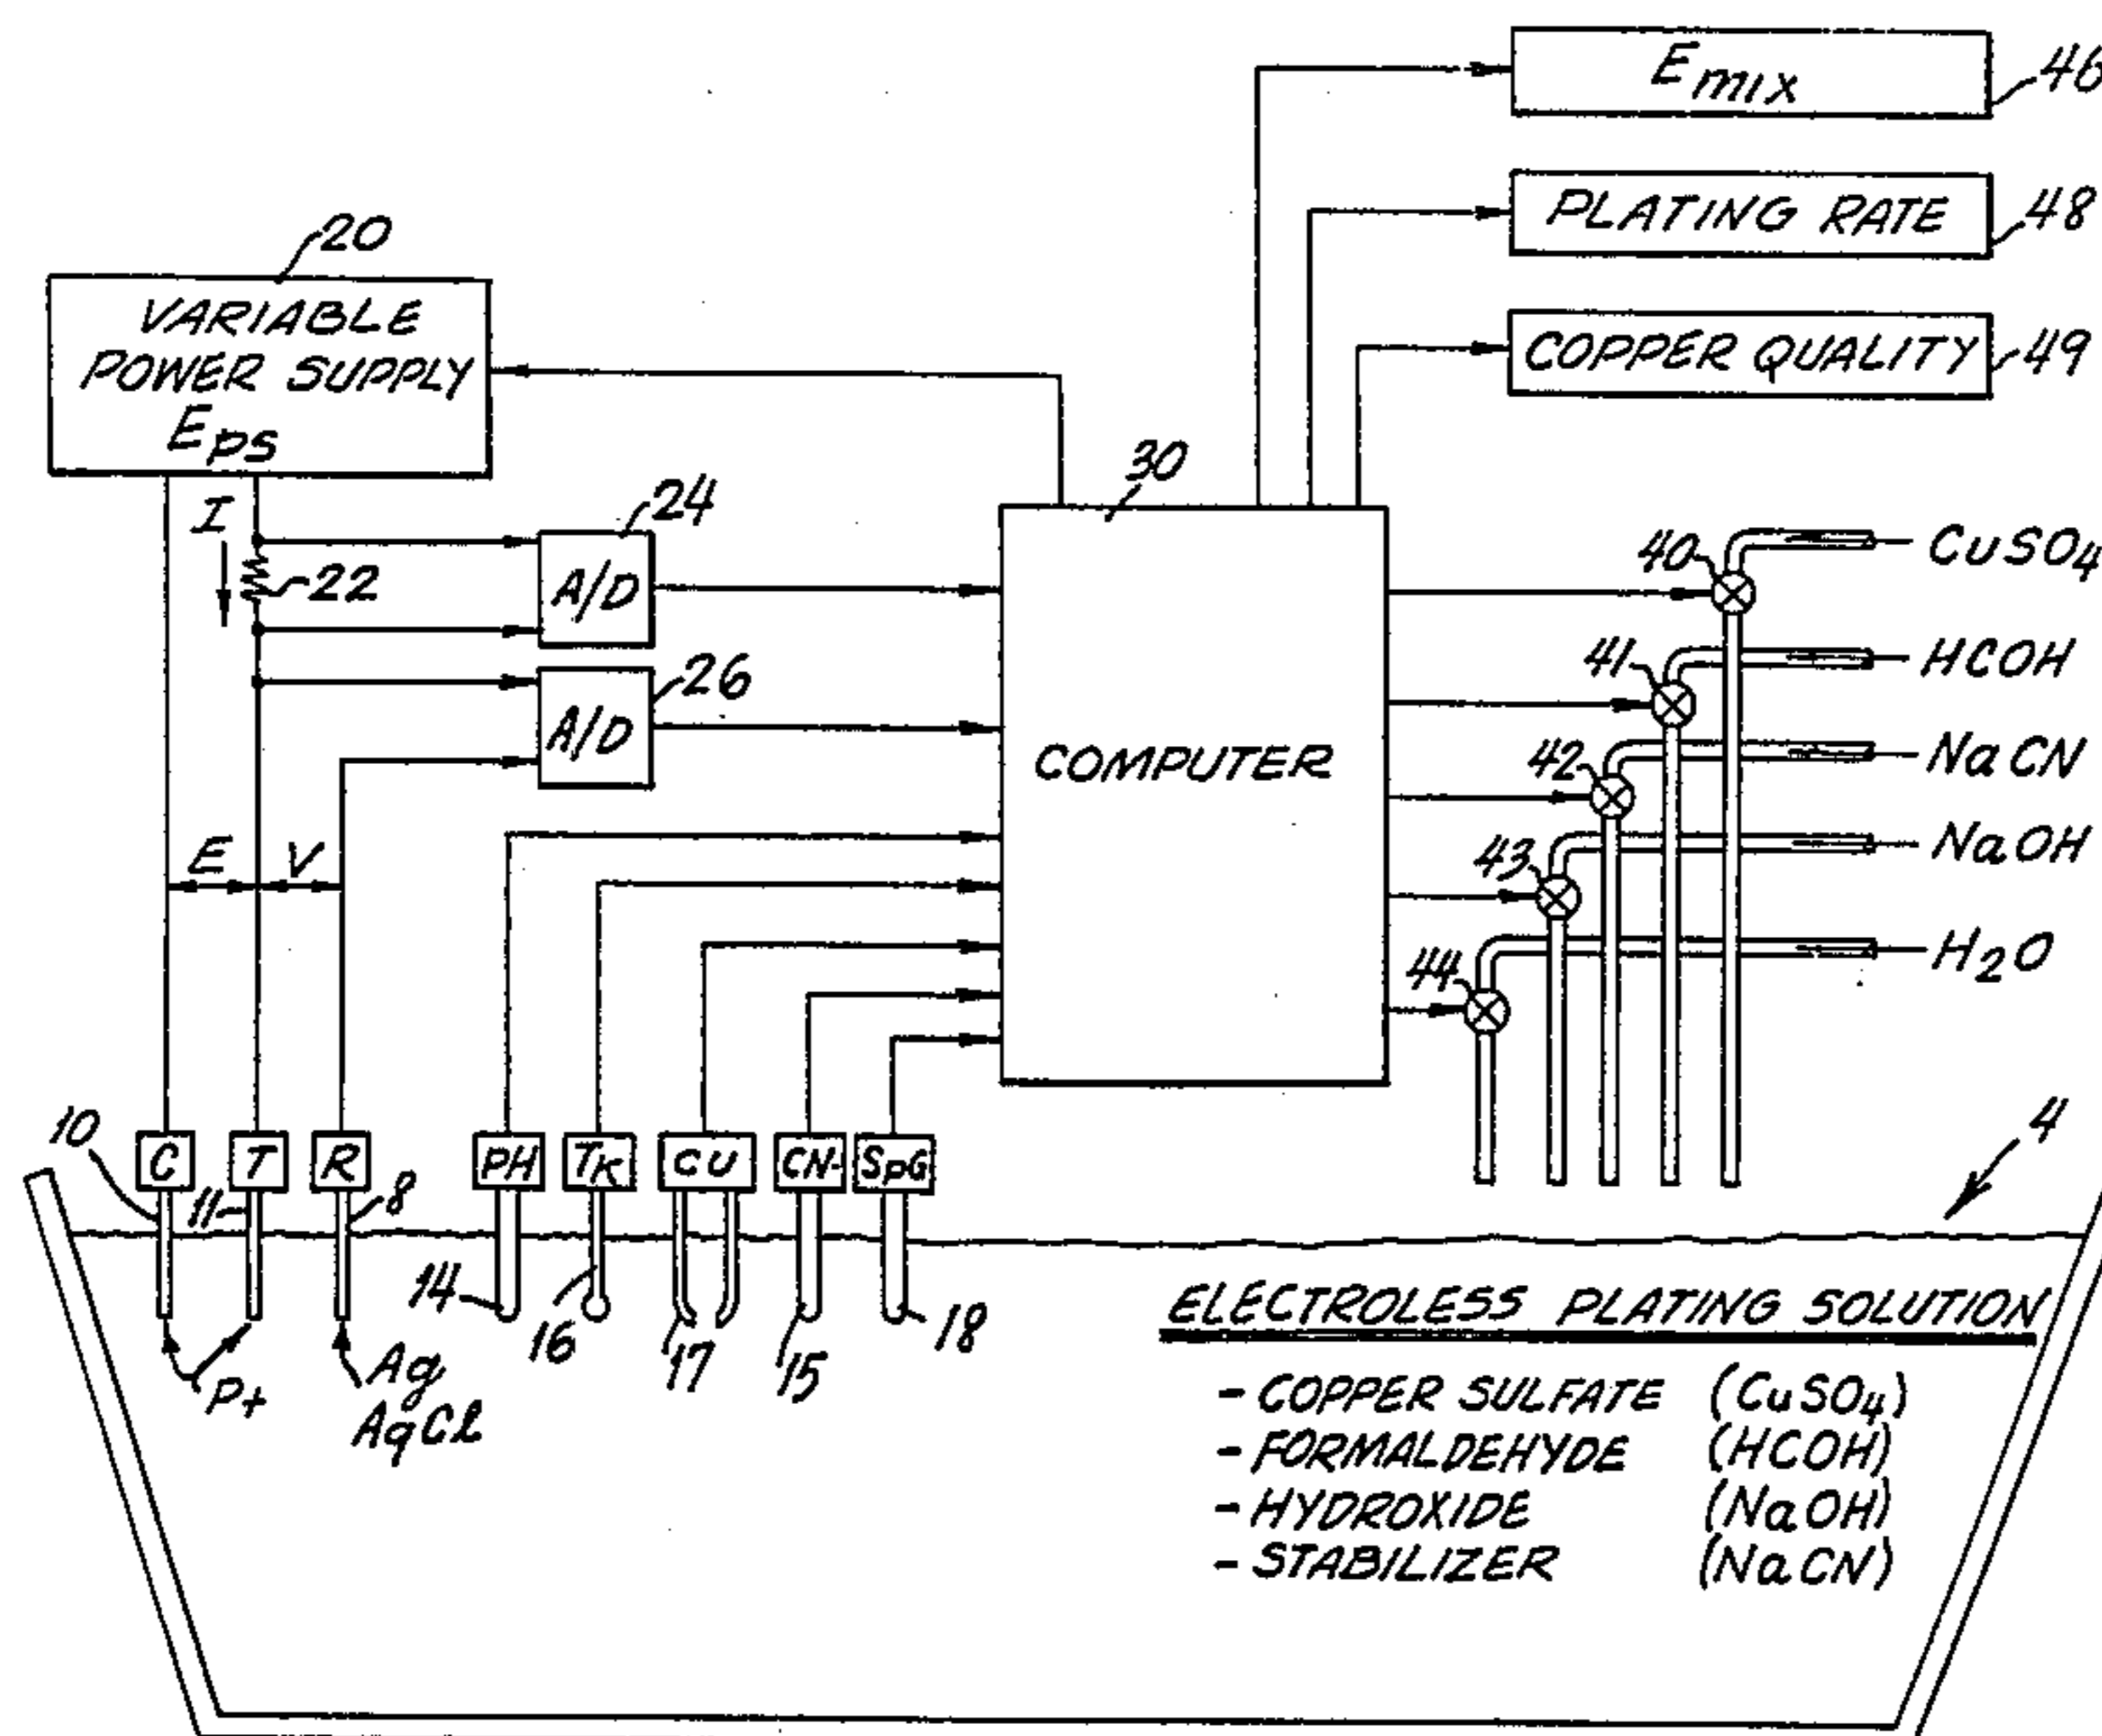 Emix
46
PLATING RATE
48
COPPER QUALITY
49
20
VARIABLE
POWER SUPPLY
Eps
I
22
24
A/D
26
A/D
E
V
30
COMPUTER
40
CuSO4
41
HCOH
42
NaCN
43
NaOH
44
H2O
10
C
11
T
R
8
PH
TK
CU
CN-
SpG
4
14
16
17
15
18
Pt
Ag
AgCl
ELECTROLESS PLATING SOLUTION
- COPPER SULFATE (CuSO4)
- FORMALDEHYDE (HCOH)
- HYDROXIDE (NaOH)
- STABILIZER (NaCN)